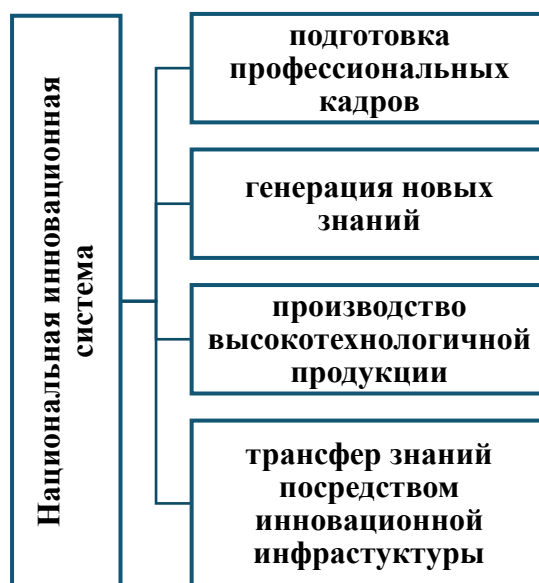 Национальная инновационная
система
подготовка
профессиональных
кадров
генерация новых
знаний
производство
высокотехнологичной
продукции
трансфер знаний
посредством
инновационной
инфрастуктуры